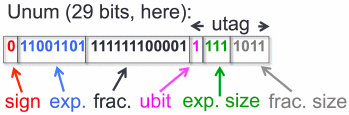 Unum (29 bits, here): utag
0 11001101 111111100001 1 111 1011
sign exp. frac. ubit exp. size frac. size